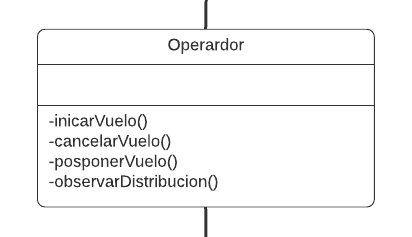 Operardor
-inicarVuelo()
-cancelarVuelo()
-posponerVuelo()
-observarDistribucion()